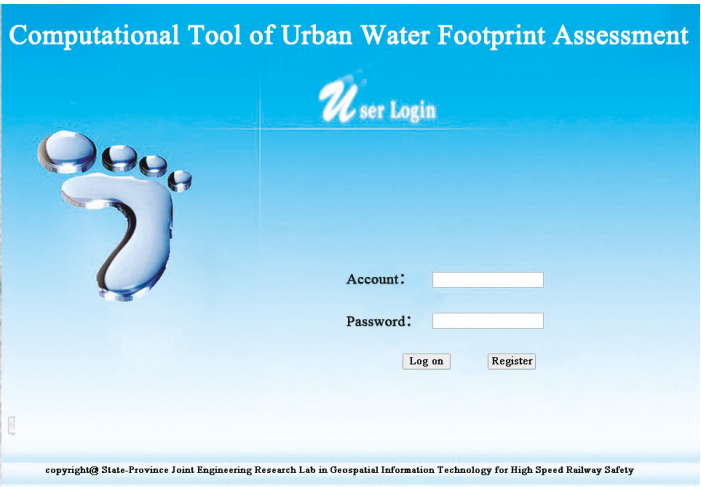 Computational Tool of Urban Water Footprint Assessment
User Login
Account:
Password:
Log on Register
copyright@ State-Province Joint Engineering Research Lab in Geospatial Information Technology for High Speed Railway Safety